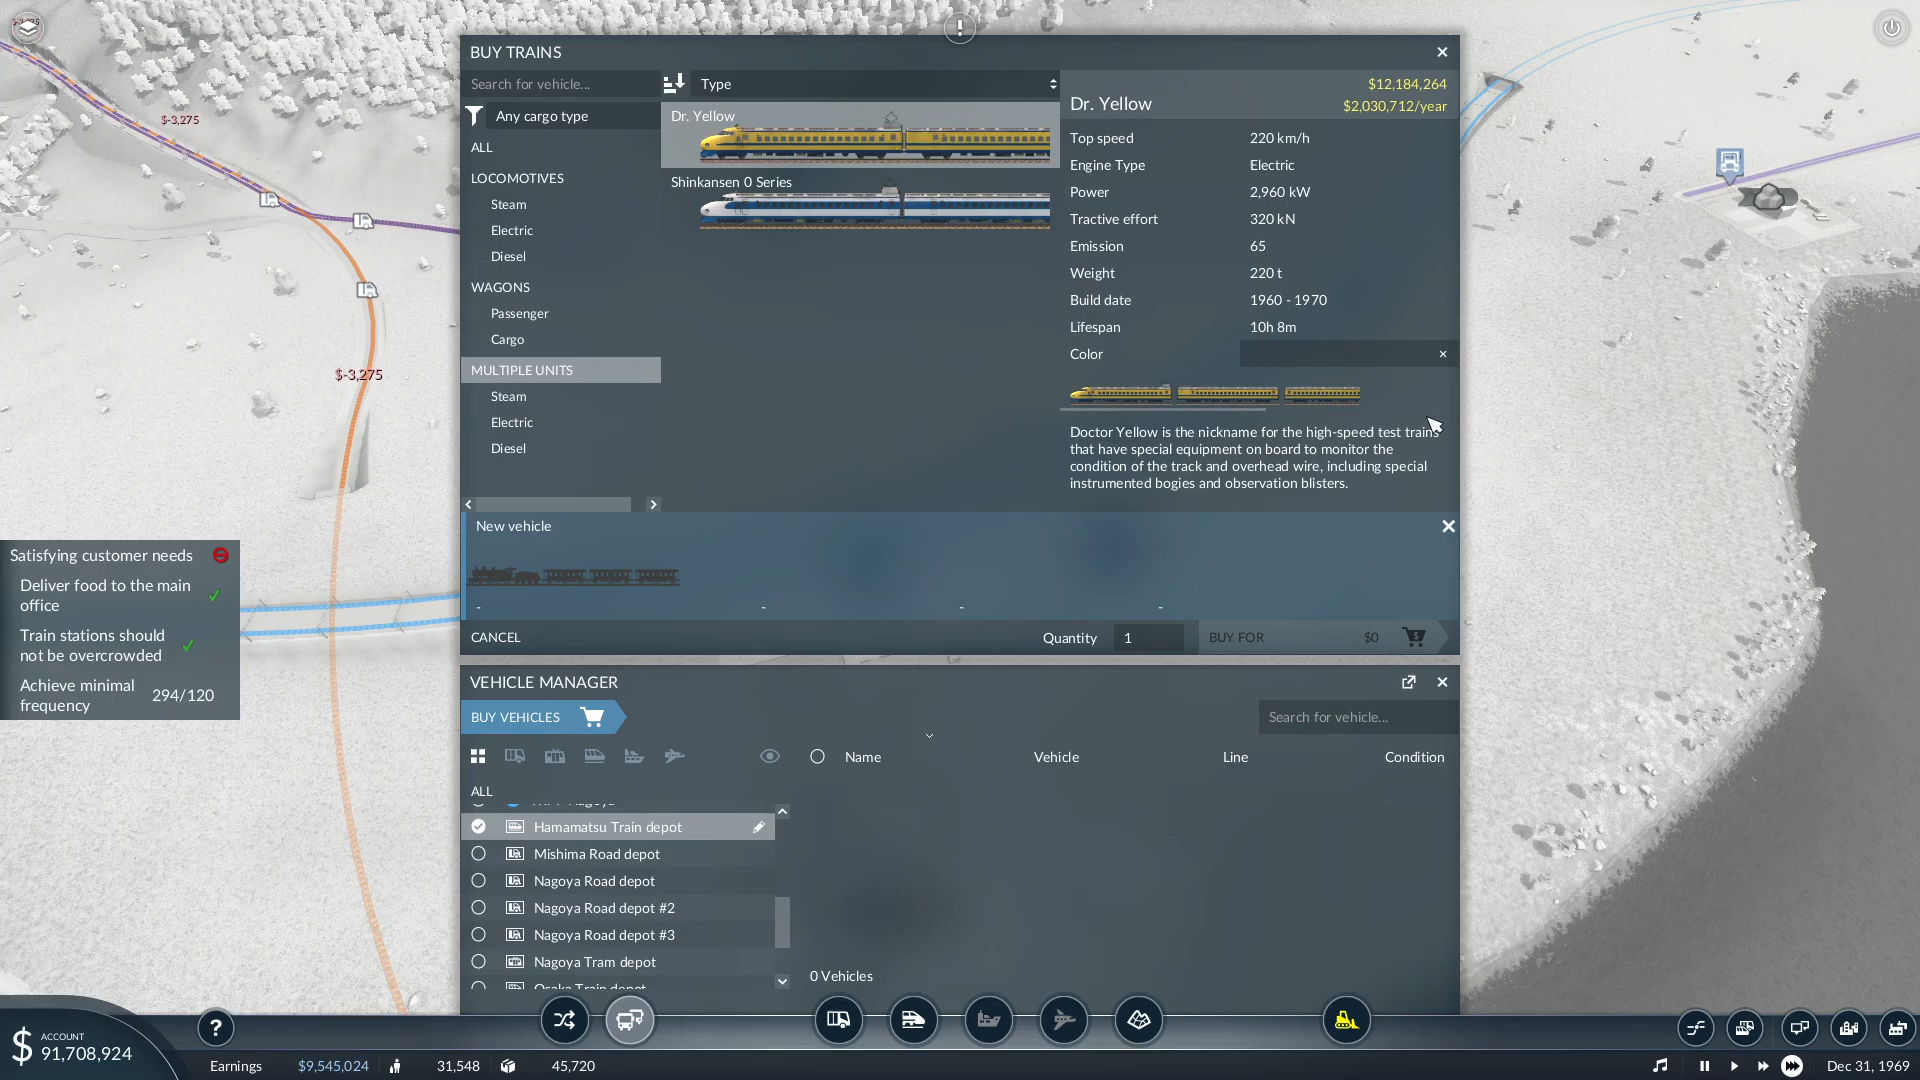 $-3,275
$-3,275
BUY TRAINS
Search for vehicle...
Type
Any cargo type
ALL
LOCOMOTIVES
Steam
Electric
Diesel
WAGONS
Passenger
Cargo
MULTIPLE UNITS
Steam
Electric
Diesel
Dr. Yellow
Shinkansen 0 Series
$12,184,264
Dr. Yellow
$2,030,712/year
Top speed 220 km/h
Engine Type Electric
Power 2,960 kW
Tractive effort 320 kN
Emission 65
Weight 220 t
Build date 1960 - 1970
Lifespan 10h 8m
Color
Doctor Yellow is the nickname for the high-speed test trains
that have special equipment on board to monitor the
condition of the track and overhead wire, including special
instrumented bogies and observation blisters.
$-3,275
New vehicle
- - - -
CANCEL
Quantity 1
BUY FOR $0
Satisfying customer needs
Deliver food to the main
office
Train stations should
not be overcrowded
Achieve minimal
frequency
294/120
VEHICLE MANAGER
BUY VEHICLES
Search for vehicle...
Name Vehicle Line Condition
ALL
Hamamatsu Train depot
Mishima Road depot
Nagoya Road depot
Nagoya Road depot #2
Nagoya Road depot #3
Nagoya Tram depot
Osaka Train depot
0 Vehicles
?
$
ACCOUNT
91,708,924
Earnings $9,545,024 31,548 45,720
Dec 31, 1969